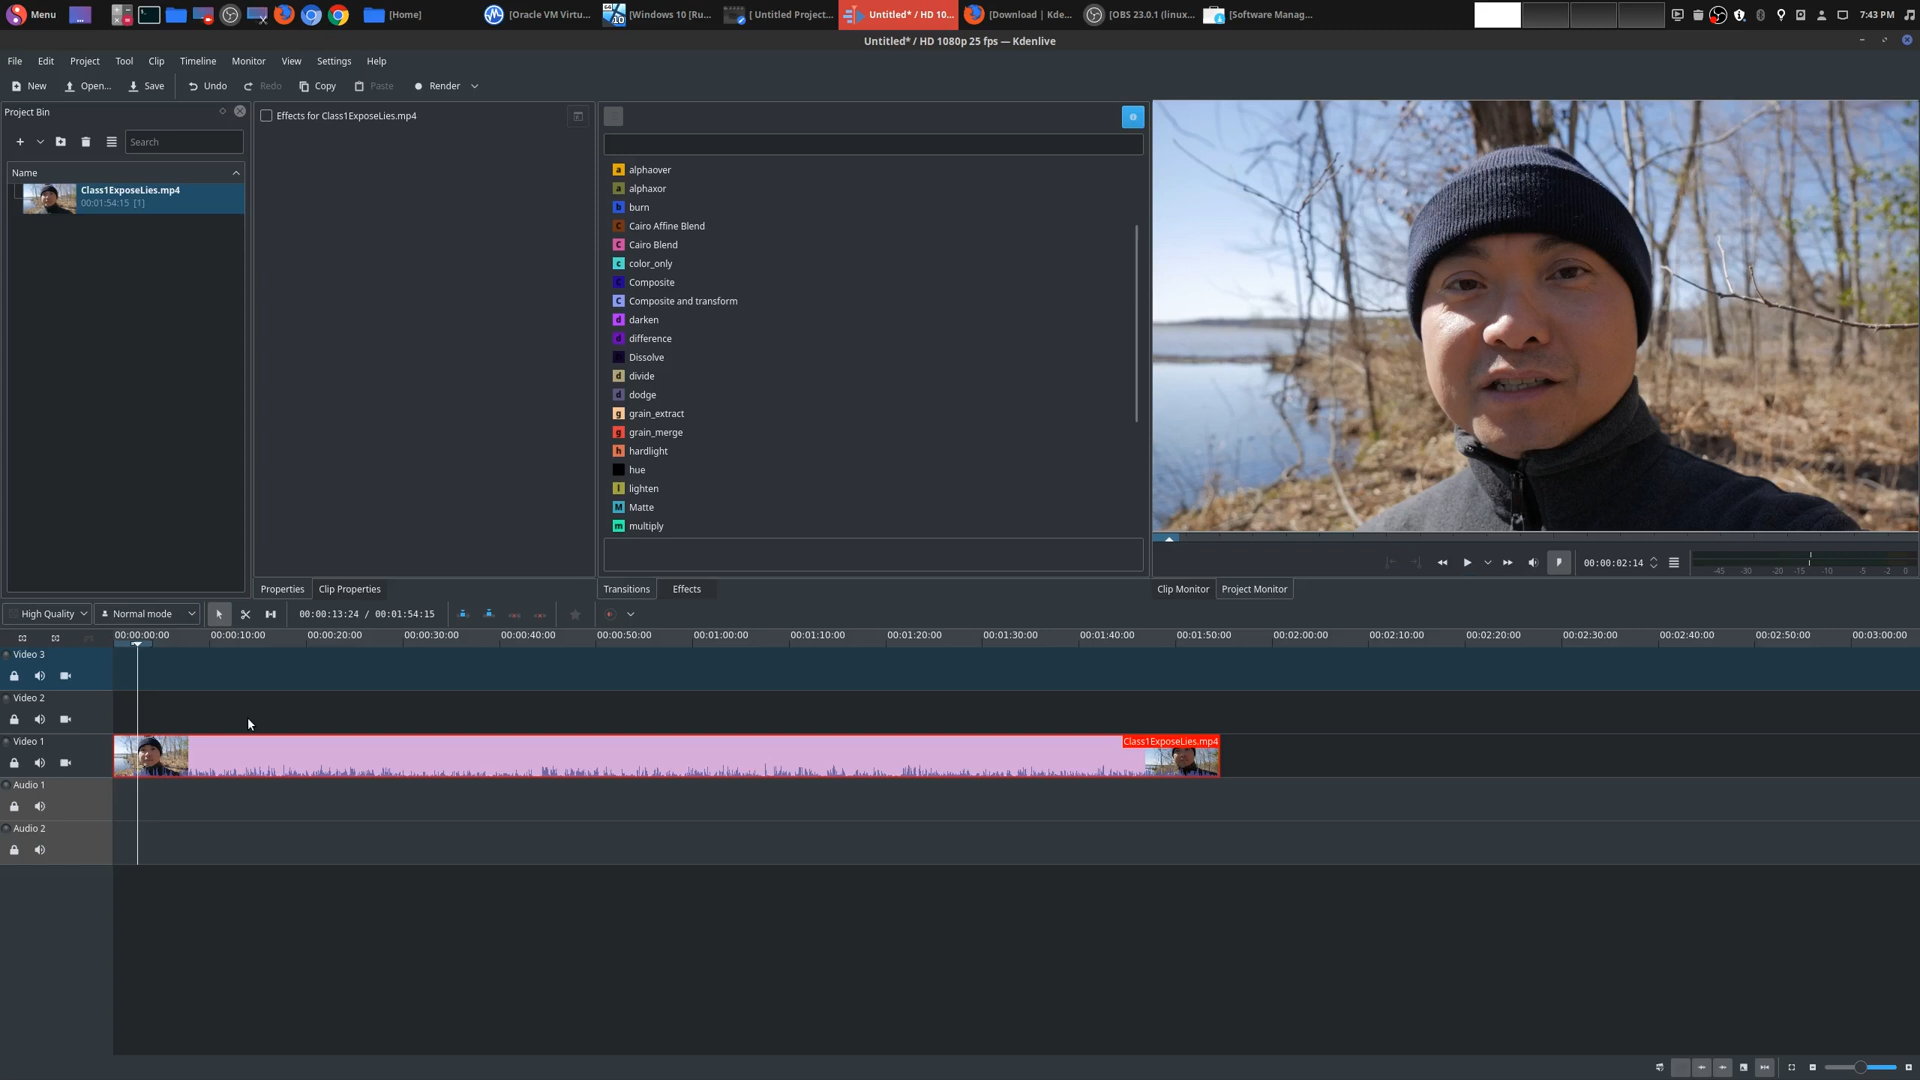 Menu [Home] [Oracle VM Virtu... [Windows 10 [Ru... [ Untitled Project... Untitled* / HD 10... [Download | Kde... [OBS 23.0.1 (linux... [Software Manag... 7:43 PM
Untitled* / HD 1080p 25 fps — Kdenlive
File Edit Project Tool Clip Timeline Monitor View Settings Help
New Open... Save Undo Redo Copy Paste Render
Project Bin
Effects for Class1ExposeLies.mp4
Search
Name
Class1ExposeLies.mp4
00:01:54:15 [1]
a alphaover
a alphaxor
b burn
C Cairo Affine Blend
C Cairo Blend
c color_only
C Composite
C Composite and transform
d darken
d difference
Dissolve
d divide
d dodge
g grain_extract
g grain_merge
h hardlight
hue
l lighten
M Matte
m multiply
00:00:02:14
-45 -30 -20 -15 -10 -5 -2 0
Properties Clip Properties Transitions Effects Clip Monitor Project Monitor
High Quality Normal mode 00:00:13:24 / 00:01:54:15
00:00:00:00 00:00:10:00 00:00:20:00 00:00:30:00 00:00:40:00 00:00:50:00 00:01:00:00 00:01:10:00 00:01:20:00 00:01:30:00 00:01:40:00 00:01:50:00 00:02:00:00 00:02:10:00 00:02:20:00 00:02:30:00 00:02:40:00 00:02:50:00 00:03:00:00
Video 3
Video 2
Video 1
Class1ExposeLies.mp4
Audio 1
Audio 2